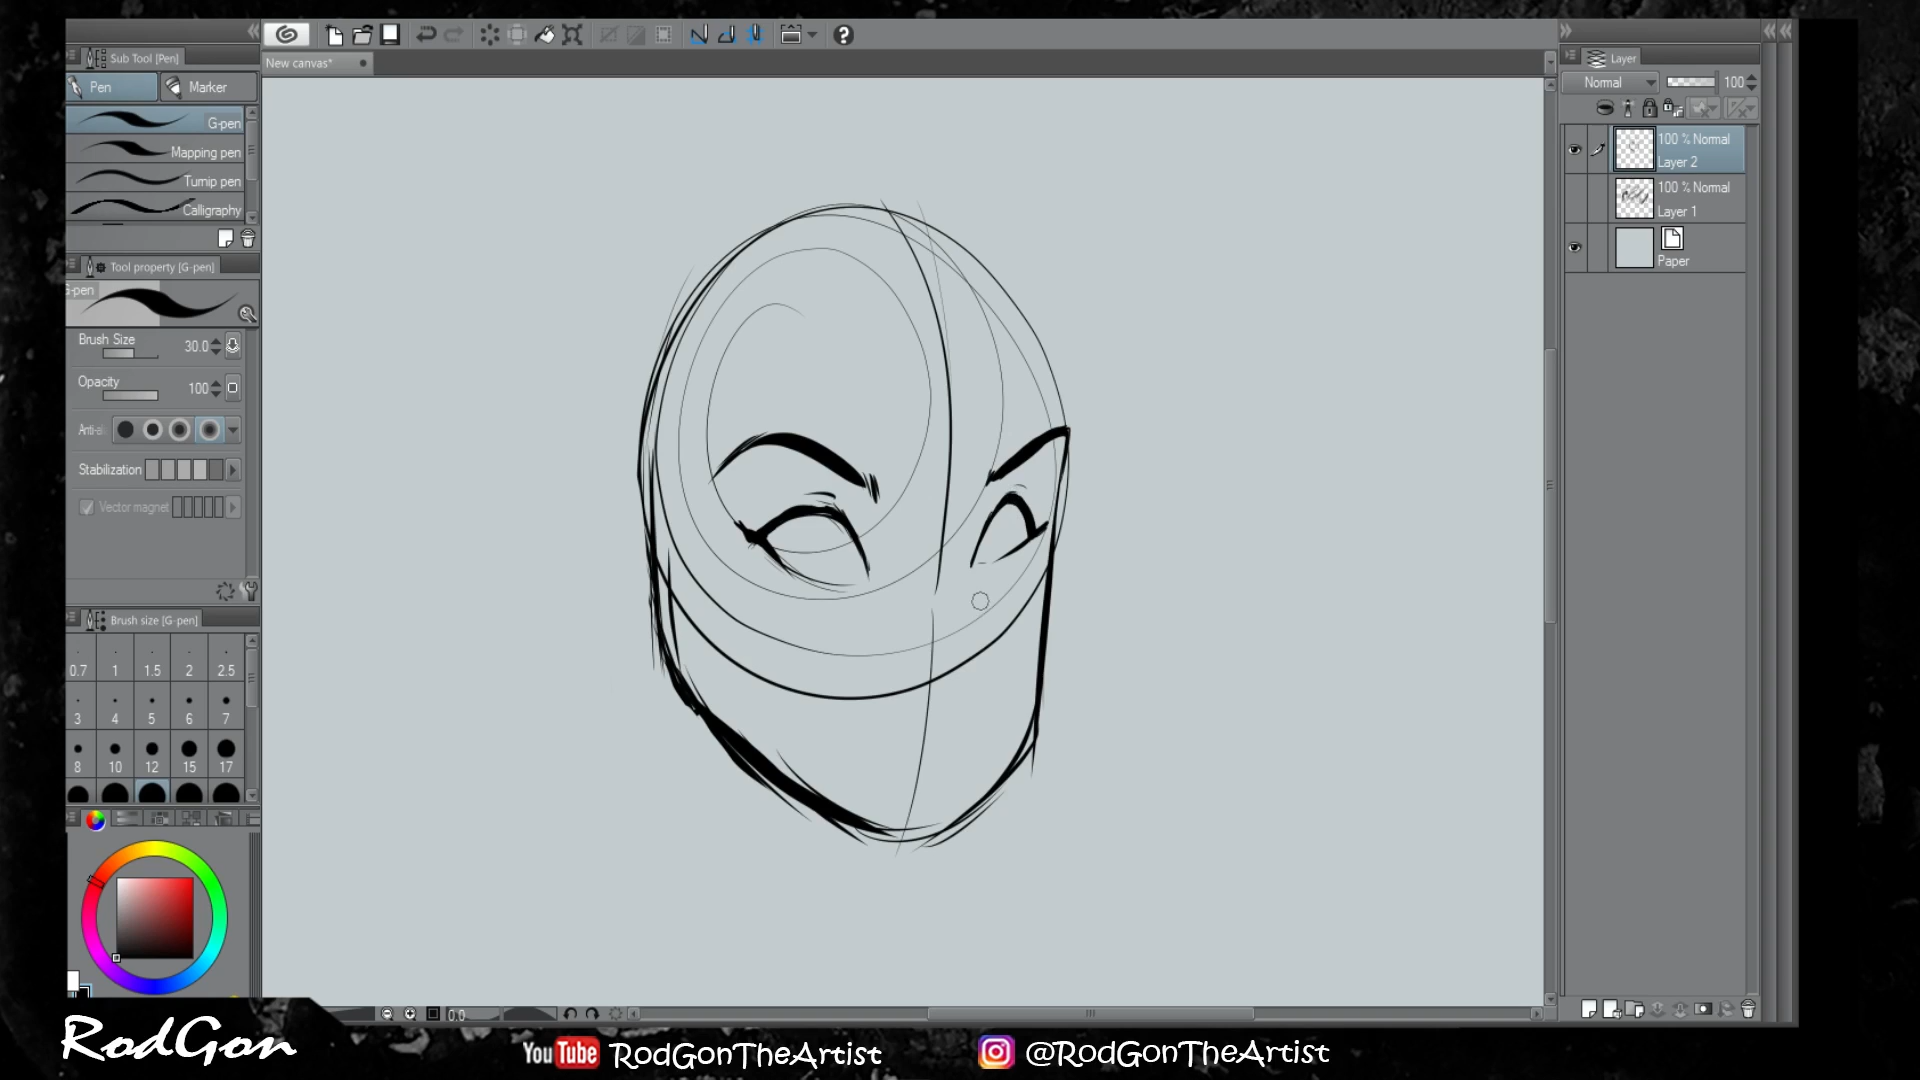 Sub Tool [Pen]
Pen
Marker
G-pen
Mapping pen
Turnip pen
Calligraphy
Tool property [G-pen]
G-pen
Brush Size 30.0
Opacity 100
Stabilization
Vector magnet
Brush size [G-pen]
0.7 1 1.5 2 2.5
3 4 5 6 7
8 10 12 15 17
New canvas*
0.0
Layer
Normal 100
100 % Normal
Layer 2
100 % Normal
Layer 1
Paper
RodGon
YouTube RodGonTheArtist
@RodGonTheArtist